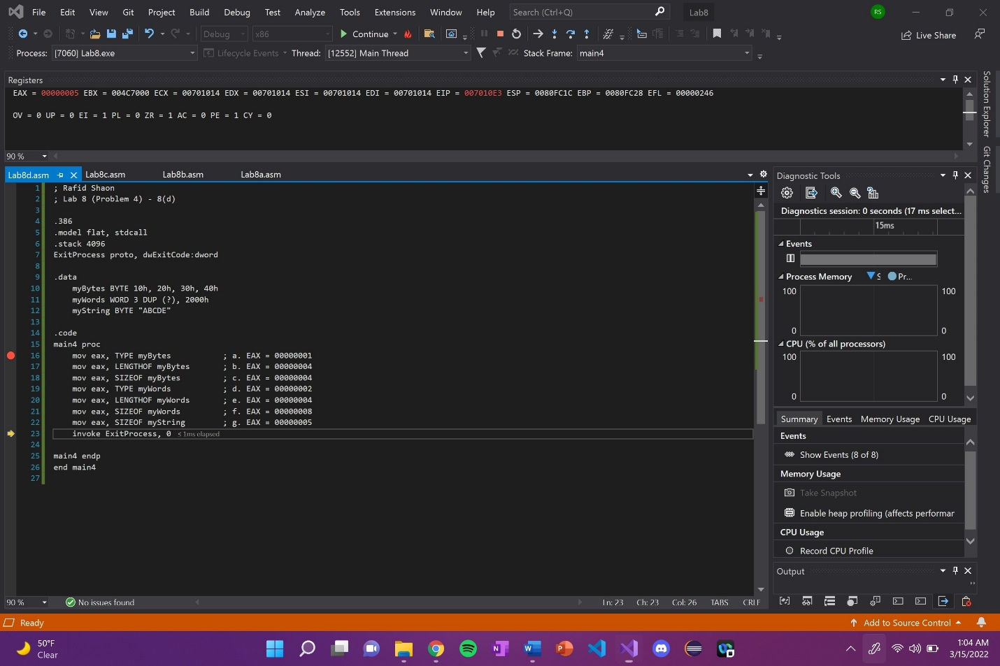 File Edit View Git Project Build Debug Test Analyze Tools Extensions Window Help Search (Ctrl+Q) Lab8 RS
Debug x86 Continue Live Share
Process: [7060] Lab8.exe Lifecycle Events Thread: [12552] Main Thread Stack Frame: main4
Registers
EAX = 00000005 EBX = 004C7000 ECX = 00701014 EDX = 00701014 ESI = 00701014 EDI = 00701014 EIP = 007010E3 ESP = 0080FC1C EBP = 0080FC28 EFL = 00000246
OV = 0 UP = 0 EI = 1 PL = 0 ZR = 1 AC = 0 PE = 1 CY = 0
90 %
Solution Explorer
Git Changes
Lab8d.asm Lab8c.asm Lab8b.asm Lab8a.asm
1 ; Rafid Shaon
2 ; Lab 8 (Problem 4) - 8(d)
3
4 .386
5 .model flat, stdcall
6 .stack 4096
7 ExitProcess proto, dwExitCode:dword
8
9 .data
10 myBytes BYTE 10h, 20h, 30h, 40h
11 myWords WORD 3 DUP (?), 2000h
12 myString BYTE "ABCDE"
13
14 .code
15 main4 proc
16 mov eax, TYPE myBytes ; a. EAX = 00000001
17 mov eax, LENGTHOF myBytes ; b. EAX = 00000004
18 mov eax, SIZEOF myBytes ; c. EAX = 00000004
19 mov eax, TYPE myWords ; d. EAX = 00000002
20 mov eax, LENGTHOF myWords ; e. EAX = 00000004
21 mov eax, SIZEOF myWords ; f. EAX = 00000008
22 mov eax, SIZEOF myString ; g. EAX = 00000005
23 invoke ExitProcess, 0 ≤ 1ms elapsed
24
25 main4 endp
26 end main4
27
90 % No issues found Ln: 23 Ch: 23 Col: 26 TABS CRLF
Diagnostic Tools
Diagnostics session: 0 seconds (17 ms select...
15ms
Events
Process Memory S Pr...
100 100
0 0
CPU (% of all processors)
100 100
0 0
Summary Events Memory Usage CPU Usage
Events
Show Events (8 of 8)
Memory Usage
Take Snapshot
Enable heap profiling (affects performar
CPU Usage
Record CPU Profile
Output
Ready Add to Source Control
50°F
Clear
1:04 AM
3/15/2022